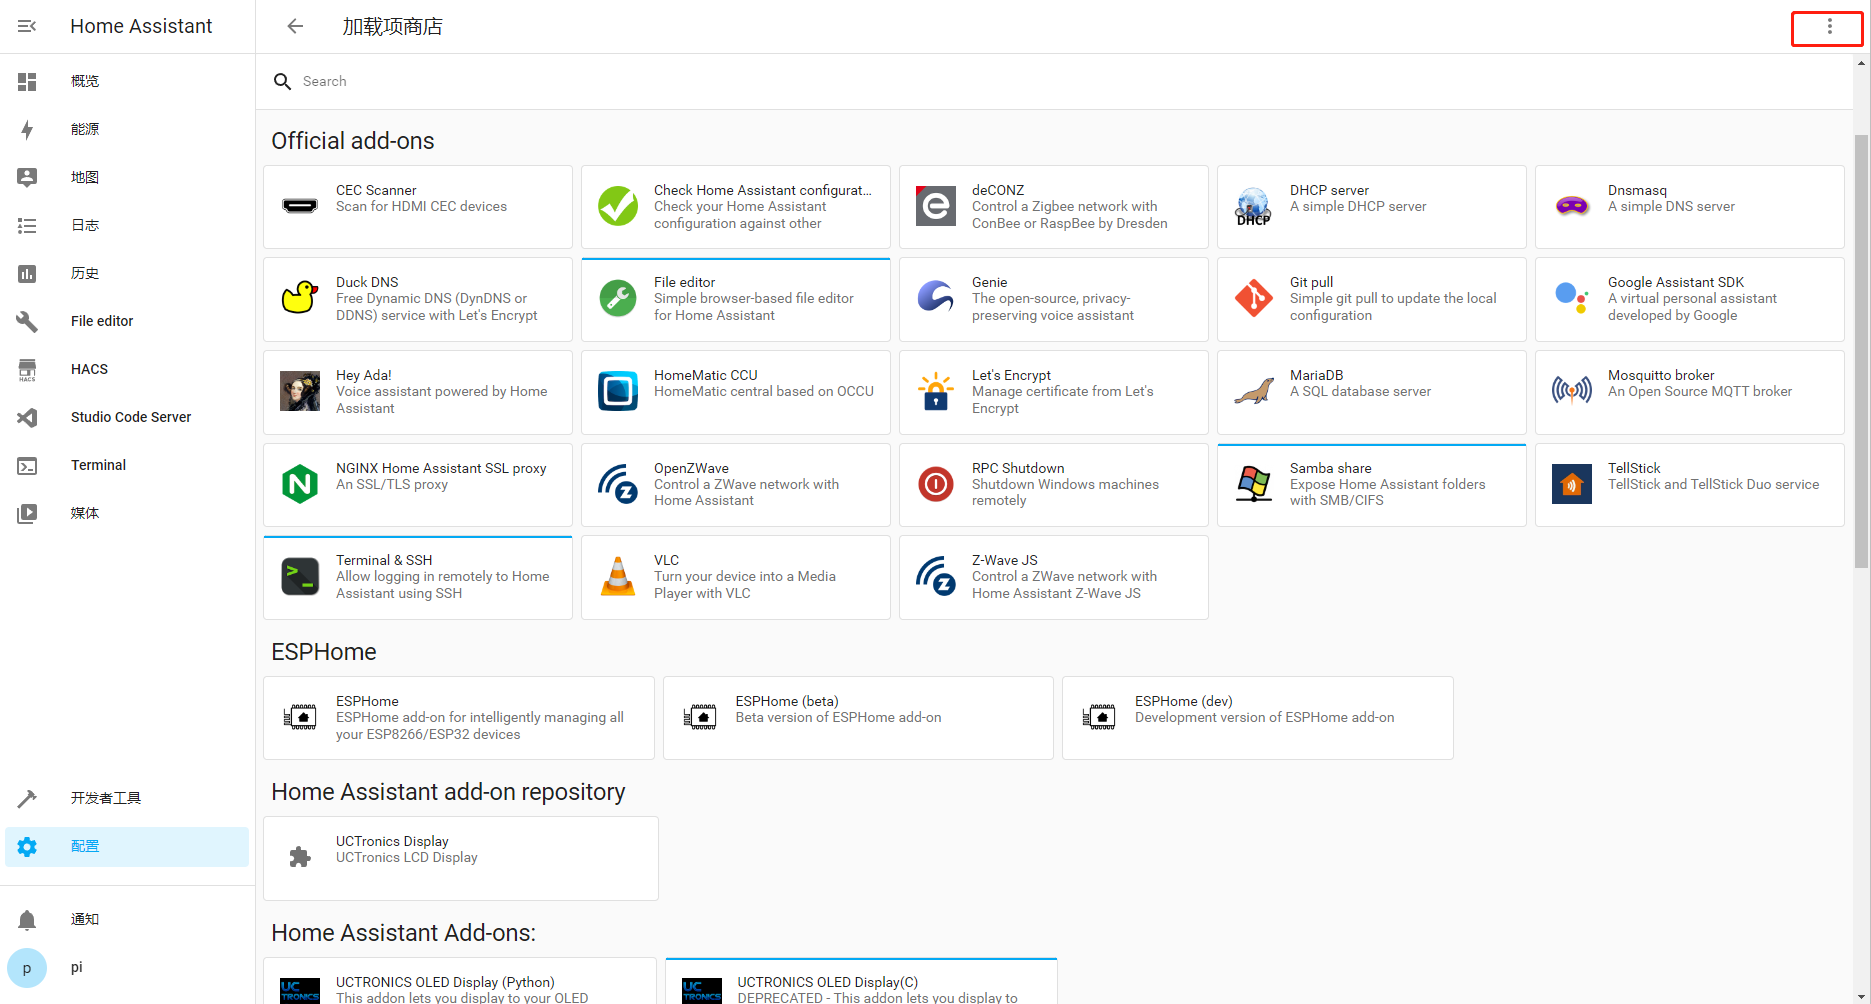 Home Assistant
加载项商店
概览
能源
地图
日志
历史
File editor
HACS
HACS
Studio Code Server
Terminal
媒体
开发者工具
配置
通知
p
pi
Search
Official add-ons
CEC Scanner
Scan for HDMI CEC devices
Check Home Assistant configurat...
Check your Home Assistant
configuration against other
deCONZ
Control a Zigbee network with
ConBee or RaspBee by Dresden
DHCP
DHCP server
A simple DHCP server
Dnsmasq
A simple DNS server
Duck DNS
Free Dynamic DNS (DynDNS or
DDNS) service with Let's Encrypt
File editor
Simple browser-based file editor
for Home Assistant
Genie
The open-source, privacy-
preserving voice assistant
Git pull
Simple git pull to update the local
configuration
Google Assistant SDK
A virtual personal assistant
developed by Google
Hey Ada!
Voice assistant powered by Home
Assistant
HomeMatic CCU
HomeMatic central based on OCCU
Let's Encrypt
Manage certificate from Let's
Encrypt
MariaDB
A SQL database server
Mosquitto broker
An Open Source MQTT broker
N
NGINX Home Assistant SSL proxy
An SSL/TLS proxy
Z
OpenZWave
Control a ZWave network with
Home Assistant
RPC Shutdown
Shutdown Windows machines
remotely
Samba share
Expose Home Assistant folders
with SMB/CIFS
TellStick
TellStick and TellStick Duo service
>_
Terminal & SSH
Allow logging in remotely to Home
Assistant using SSH
VLC
Turn your device into a Media
Player with VLC
Z
Z-Wave JS
Control a ZWave network with
Home Assistant Z-Wave JS
ESPHome
ESPHome
ESPHome add-on for intelligently managing all
your ESP8266/ESP32 devices
ESPHome (beta)
Beta version of ESPHome add-on
ESPHome (dev)
Development version of ESPHome add-on
Home Assistant add-on repository
UCTronics Display
UCTronics LCD Display
Home Assistant Add-ons:
UC
TRONICS
UCTRONICS OLED Display (Python)
This addon lets you display to your OLED
UC
TRONICS
UCTRONICS OLED Display(C)
DEPRECATED - This addon lets you display to